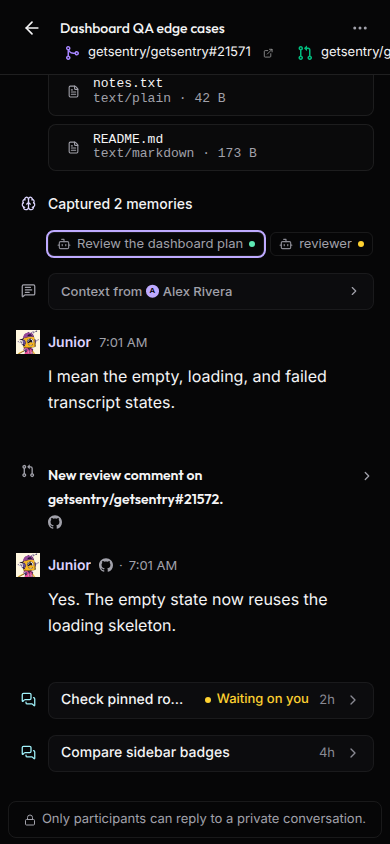 Dashboard QA edge cases
getsentry/getsentry#21571
getsentry/g
notes.txt
text/plain · 42 B
README.md
text/markdown · 173 B
Captured 2 memories
Review the dashboard plan
reviewer
Context from A Alex Rivera
Junior 7:01 AM
I mean the empty, loading, and failed
transcript states.
New review comment on
getsentry/getsentry#21572.
Junior · 7:01 AM
Yes. The empty state now reuses the
loading skeleton.
Check pinned ro... Waiting on you 2h
Compare sidebar badges 4h
Only participants can reply to a private conversation.